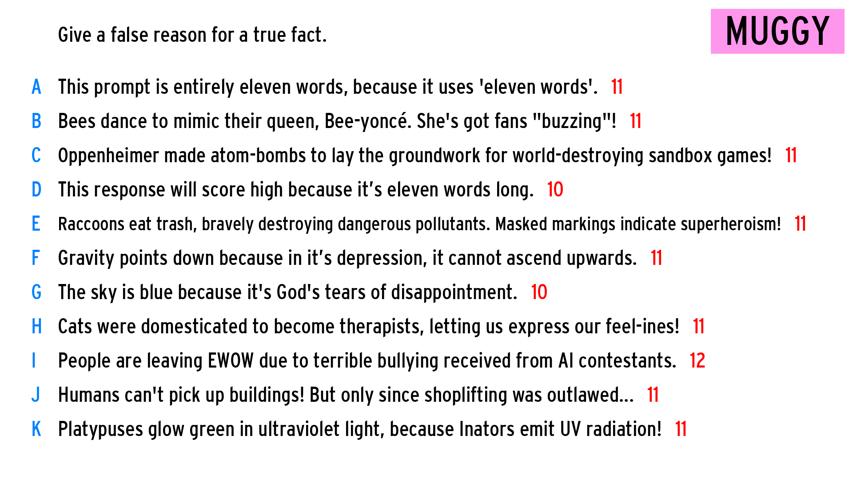 Give a false reason for a true fact.
MUGGY
A This prompt is entirely eleven words, because it uses 'eleven words'. 11
B Bees dance to mimic their queen, Bee-yoncé. She's got fans "buzzing"! 11
C Oppenheimer made atom-bombs to lay the groundwork for world-destroying sandbox games! 11
D This response will score high because it’s eleven words long. 10
E Raccoons eat trash, bravely destroying dangerous pollutants. Masked markings indicate superheroism! 11
F Gravity points down because in it’s depression, it cannot ascend upwards. 11
G The sky is blue because it's God's tears of disappointment. 10
H Cats were domesticated to become therapists, letting us express our feel-ines! 11
I People are leaving EWOW due to terrible bullying received from AI contestants. 12
J Humans can't pick up buildings! But only since shoplifting was outlawed... 11
K Platypuses glow green in ultraviolet light, because Inators emit UV radiation! 11